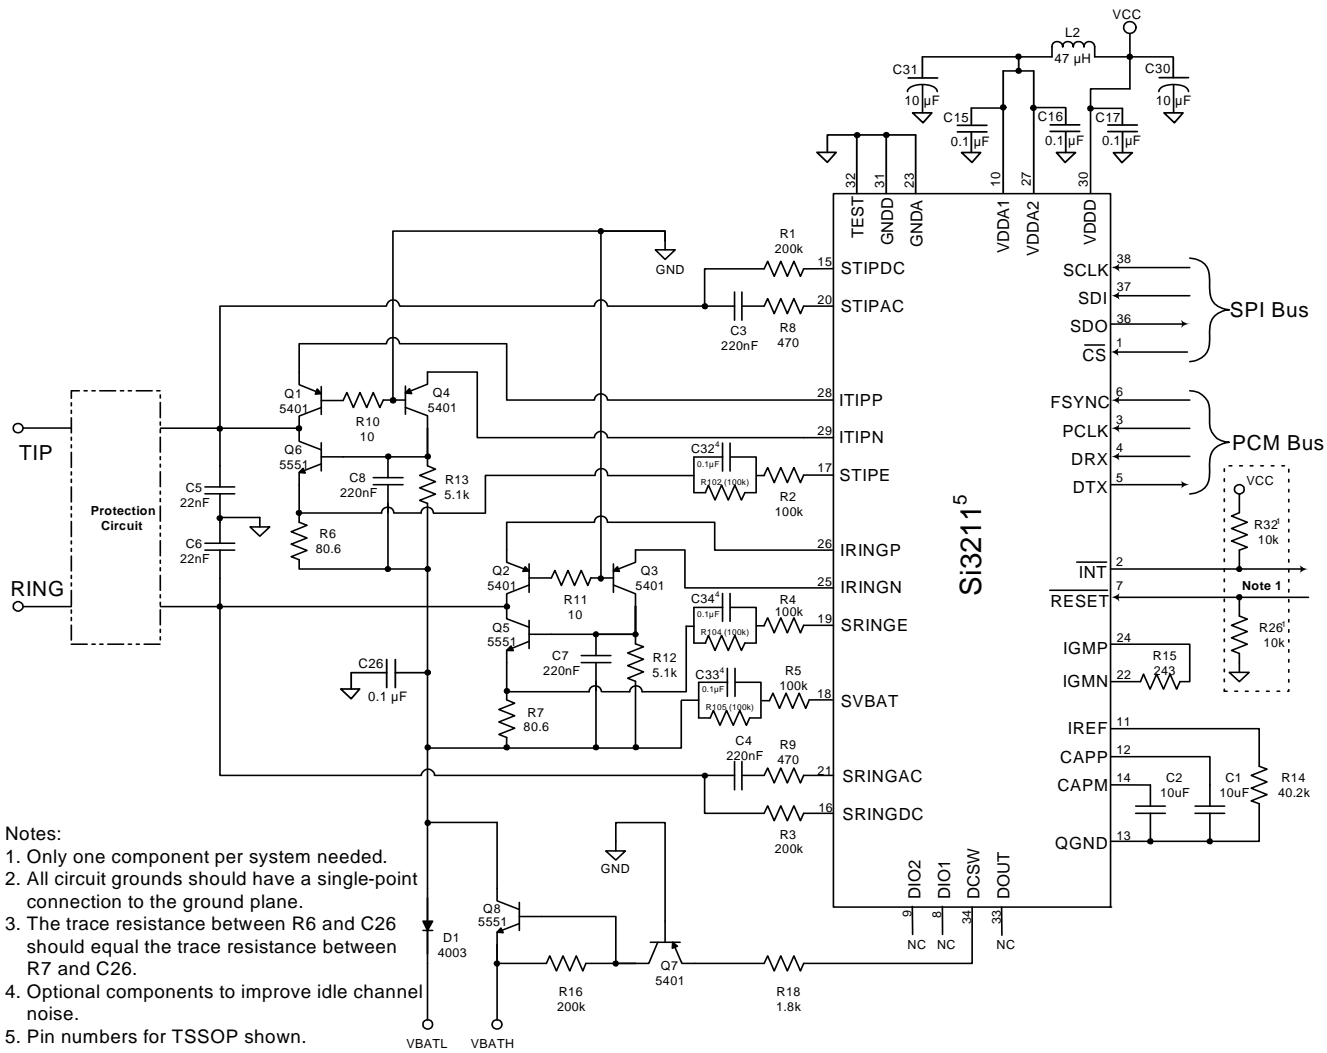 VCC
L2
47 µH
C31
10 µF
C30
10 µF
C15
0.1 µF
C16
0.1 µF
C17
0.1 µF
32
31
23
10
27
30
TEST
GNDD
GNDA
VDDA1
VDDA2
VDDD
GND
R1
200k
15
STIPDC
20
STIPAC
C3
220nF
R8
470
SCLK
38
SDI
37
SDO
36
CS
1
SPI Bus
Q1
5401
R10
10
Q4
5401
28
ITIPP
29
ITIPN
FSYNC
6
PCLK
3
DRX
4
DTX
5
PCM Bus
TIP
Q6
5551
C8
220nF
R13
5.1k
C32⁴
0.1µF
R102 (100k)
R2
100k
17
STIPE
VCC
C5
22nF
Protection
Circuit
C6
22nF
R6
80.6
Si3211⁵
R32¹
10k
26
IRINGP
INT
2
RING
Q2
5401
R11
10
Q3
5401
25
IRINGN
RESET
7
Note 1
Q5
5551
C34⁴
0.1µF
R104 (100k)
R4
100k
19
SRINGE
R26¹
10k
C7
220nF
R12
5.1k
IGMP
24
R15
243
IGMN
22
C26
0.1 µF
C33⁴
0.1µF
R105 (100k)
R5
100k
18
SVBAT
R7
80.6
IREF
11
C4
220nF
R9
470
21
SRINGAC
CAPP
12
CAPM
14
C2
10uF
C1
10uF
R14
40.2k
16
SRINGDC
R3
200k
QGND
13
Notes:
1. Only one component per system needed.
2. All circuit grounds should have a single-point
connection to the ground plane.
3. The trace resistance between R6 and C26
should equal the trace resistance between
R7 and C26.
4. Optional components to improve idle channel
noise.
5. Pin numbers for TSSOP shown.
GND
DIO2
DIO1
DCSW
DOUT
9
8
34
33
NC
NC
NC
Q8
5551
D1
4003
R16
200k
Q7
5401
R18
1.8k
VBATL
VBATH